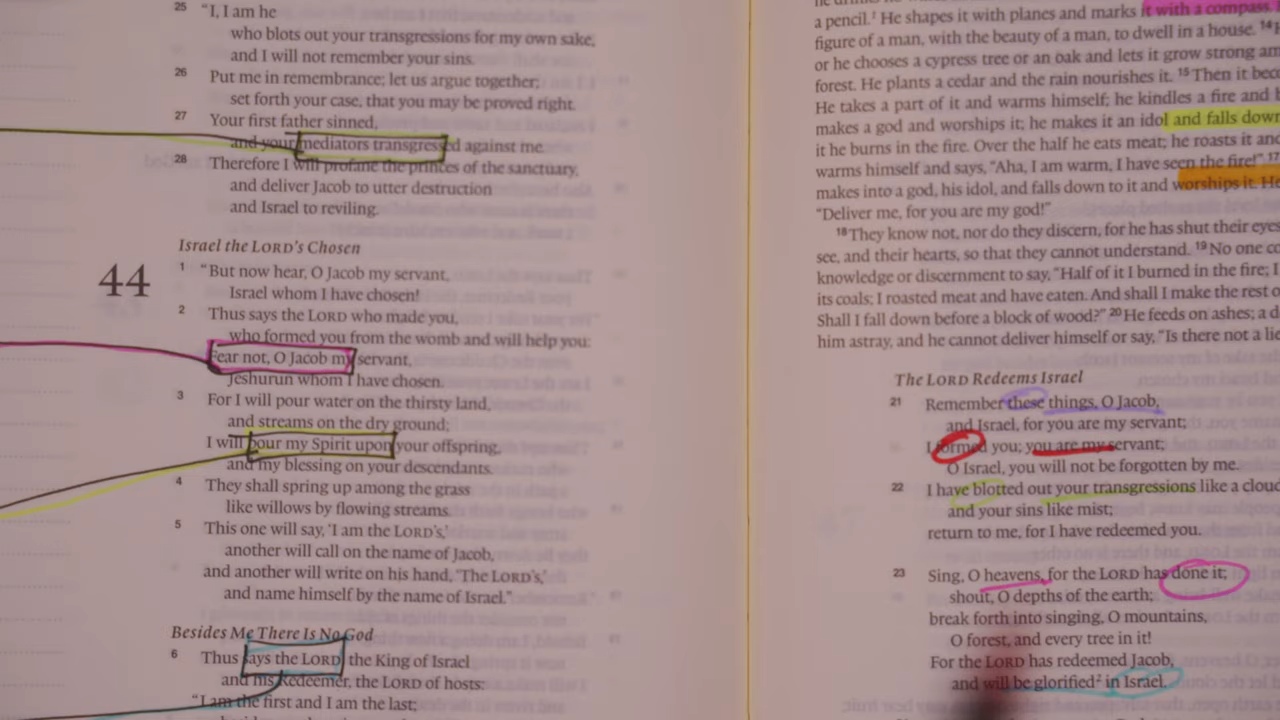 25 “I, I am he
who blots out your transgressions for my own sake,
and I will not remember your sins.
26 Put me in remembrance; let us argue together;
set forth your case, that you may be proved right.
27 Your first father sinned,
and your mediators transgressed against me.
28 Therefore I will profane the princes of the sanctuary,
and deliver Jacob to utter destruction
and Israel to reviling.
Israel the LORD’s Chosen
44
1 “But now hear, O Jacob my servant,
Israel whom I have chosen!
2 Thus says the LORD who made you,
who formed you from the womb and will help you:
Fear not, O Jacob my servant,
Jeshurun whom I have chosen.
3 For I will pour water on the thirsty land,
and streams on the dry ground;
I will pour my Spirit upon your offspring,
and my blessing on your descendants.
4 They shall spring up among the grass
like willows by flowing streams.
5 This one will say, ‘I am the LORD’s,’
another will call on the name of Jacob,
and another will write on his hand, ‘The LORD’s,’
and name himself by the name of Israel.”
Besides Me There Is No God
6 Thus says the LORD, the King of Israel
and his Redeemer, the LORD of hosts:
“I am the first and I am the last;
a pencil.¹ He shapes it with planes and marks it with a compass.
figure of a man, with the beauty of a man, to dwell in a house. 14
or he chooses a cypress tree or an oak and lets it grow strong
forest. He plants a cedar and the rain nourishes it. 15 Then it
He takes a part of it and warms himself; he kindles a fire and
makes a god and worships it; he makes it an idol and falls down
it he burns in the fire. Over the half he eats meat; he roasts it
warms himself and says, “Aha, I am warm, I have seen the fire!” 17
makes into a god, his idol, and falls down to it and worships it. He
“Deliver me, for you are my god!”
18 They know not, nor do they discern, for he has shut their eyes
see, and their hearts, so that they cannot understand. 19 No one
knowledge or discernment to say, “Half of it I burned in the fire; I
its coals; I roasted meat and have eaten. And shall I make the rest
Shall I fall down before a block of wood?” 20 He feeds on ashes; a
him astray, and he cannot deliver himself or say, “Is there not a
The LORD Redeems Israel
21 Remember these things, O Jacob,
and Israel, for you are my servant;
I formed you; you are my servant;
O Israel, you will not be forgotten by me.
22 I have blotted out your transgressions like a cloud
and your sins like mist;
return to me, for I have redeemed you.
23 Sing, O heavens, for the LORD has done it;
shout, O depths of the earth;
break forth into singing, O mountains,
O forest, and every tree in it!
For the LORD has redeemed Jacob,
and will be glorified² in Israel.